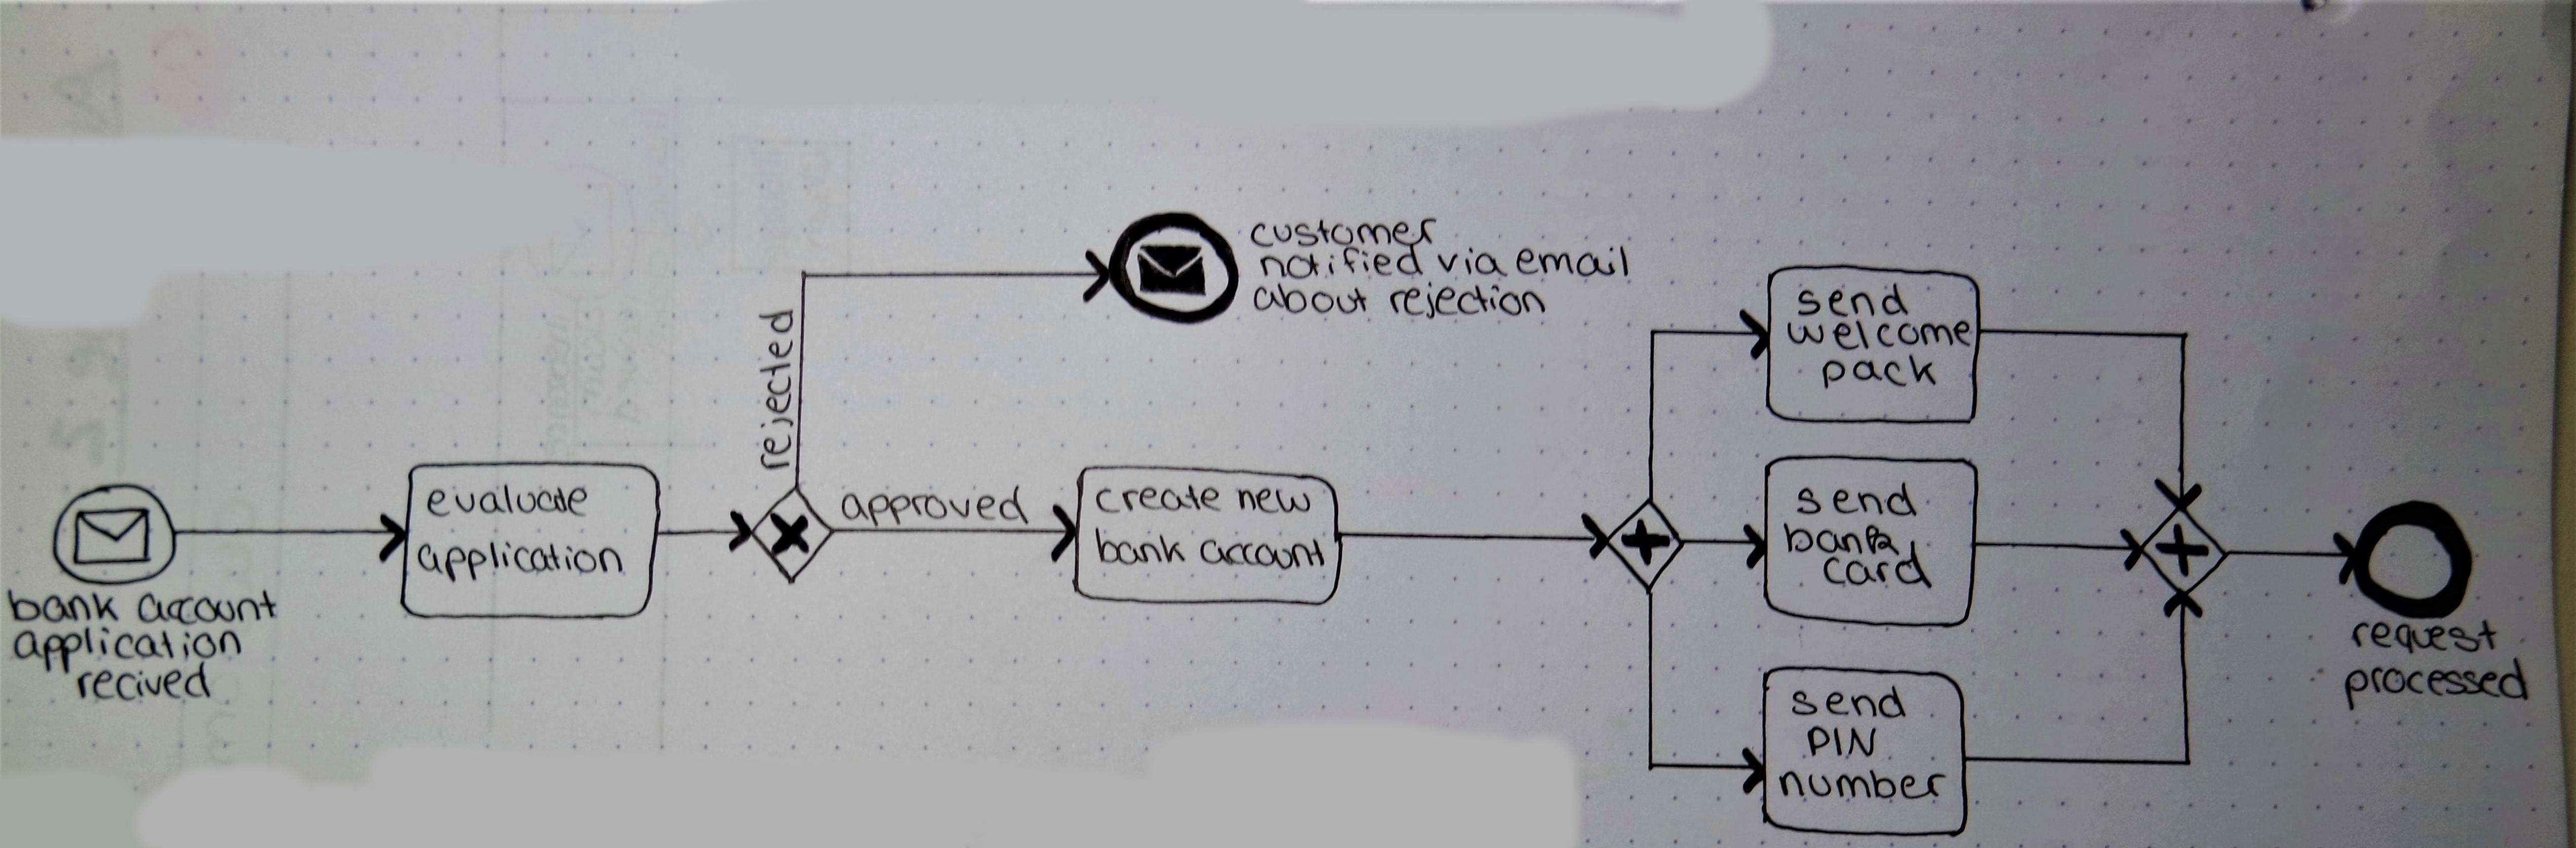 bank account
application
recived
evaluate
application
rejected
approved
customer
notified via email
about rejection
create new
bank account
send
welcome
pack
send
bank
card
send
PIN
number
request
processed